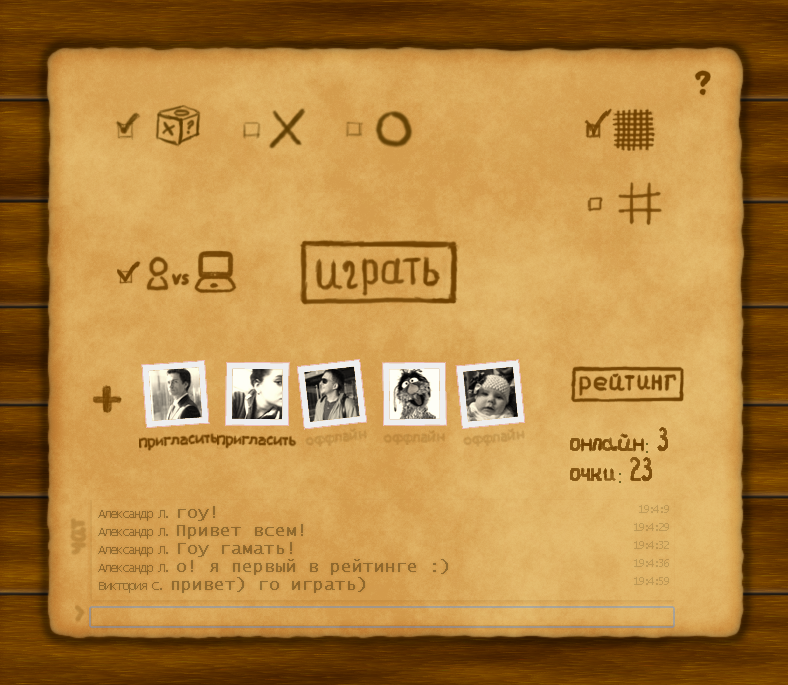 ?
X ?
X O
vs
играть
пригласить пригласить оффлайн оффлайн оффлайн
рейтинг
онлайн: 3
очки: 23
чат
Александр Л. гоу! 19:4:9
Александр Л. Привет всем! 19:4:29
Александр Л. Гоу гамать! 19:4:32
Александр Л. о! я первый в рейтинге :) 19:4:36
Виктория С. привет) го играть) 19:4:59
>